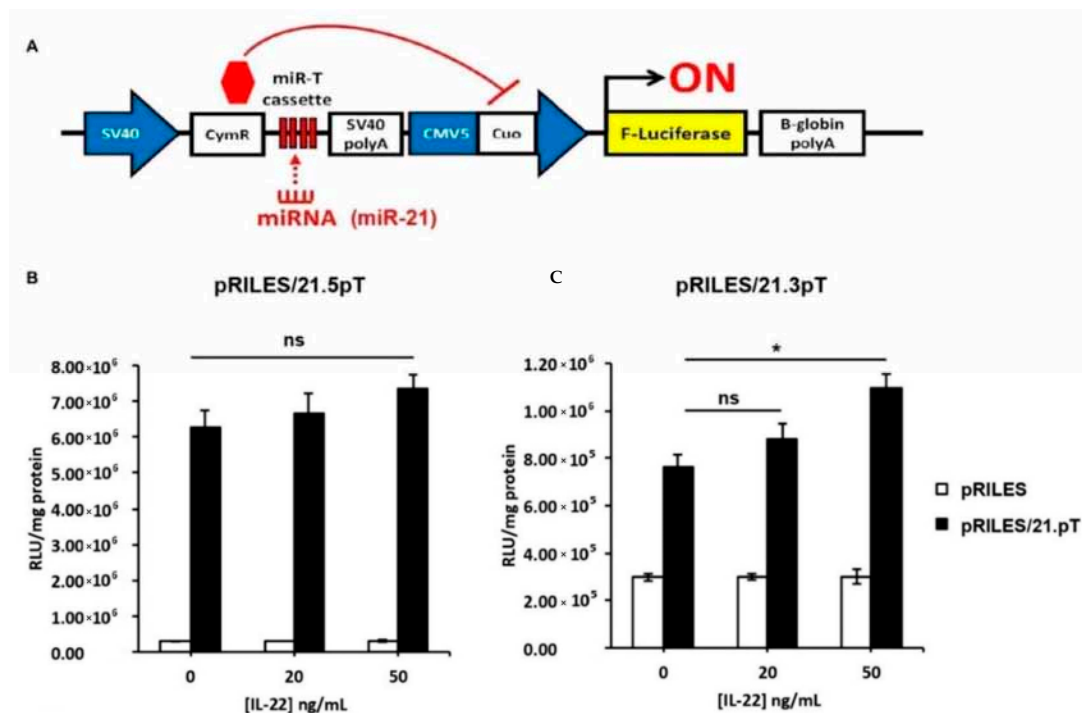 A
miR-T
cassette
SV40
CymR
SV40
polyA
CMV5
Cuo
ON
F-Luciferase
B-globin
polyA
miRNA (miR-21)
B
pRILES/21.5pT
ns
8.00×10⁶
7.00×10⁶
6.00×10⁶
5.00×10⁶
4.00×10⁶
3.00×10⁶
2.00×10⁶
1.00×10⁶
0.00
RLU/mg protein
0 20 50
[IL-22] ng/mL
C
pRILES/21.3pT
*
ns
1.20 × 10⁶
1.00 × 10⁶
8.00 × 10⁵
6.00 × 10⁵
4.00 × 10⁵
2.00 × 10⁵
0.00
RLU/mg protein
0 20 50
[IL-22] ng/mL
pRILES
pRILES/21.pT